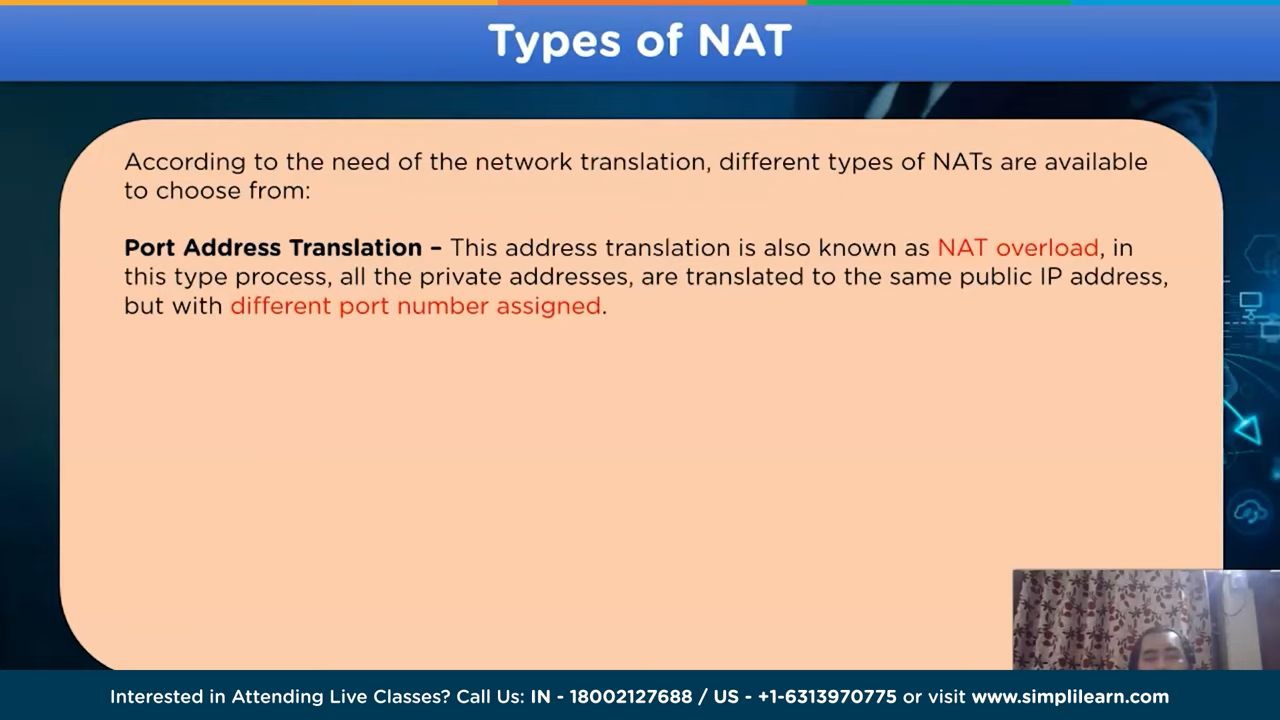 Types of NAT
According to the need of the network translation, different types of NATs are available
to choose from:
Port Address Translation – This address translation is also known as NAT overload, in
this type process, all the private addresses, are translated to the same public IP address,
but with different port number assigned.
Interested in Attending Live Classes? Call Us: IN - 18002127688 / US - +1-6313970775 or visit www.simplilearn.com